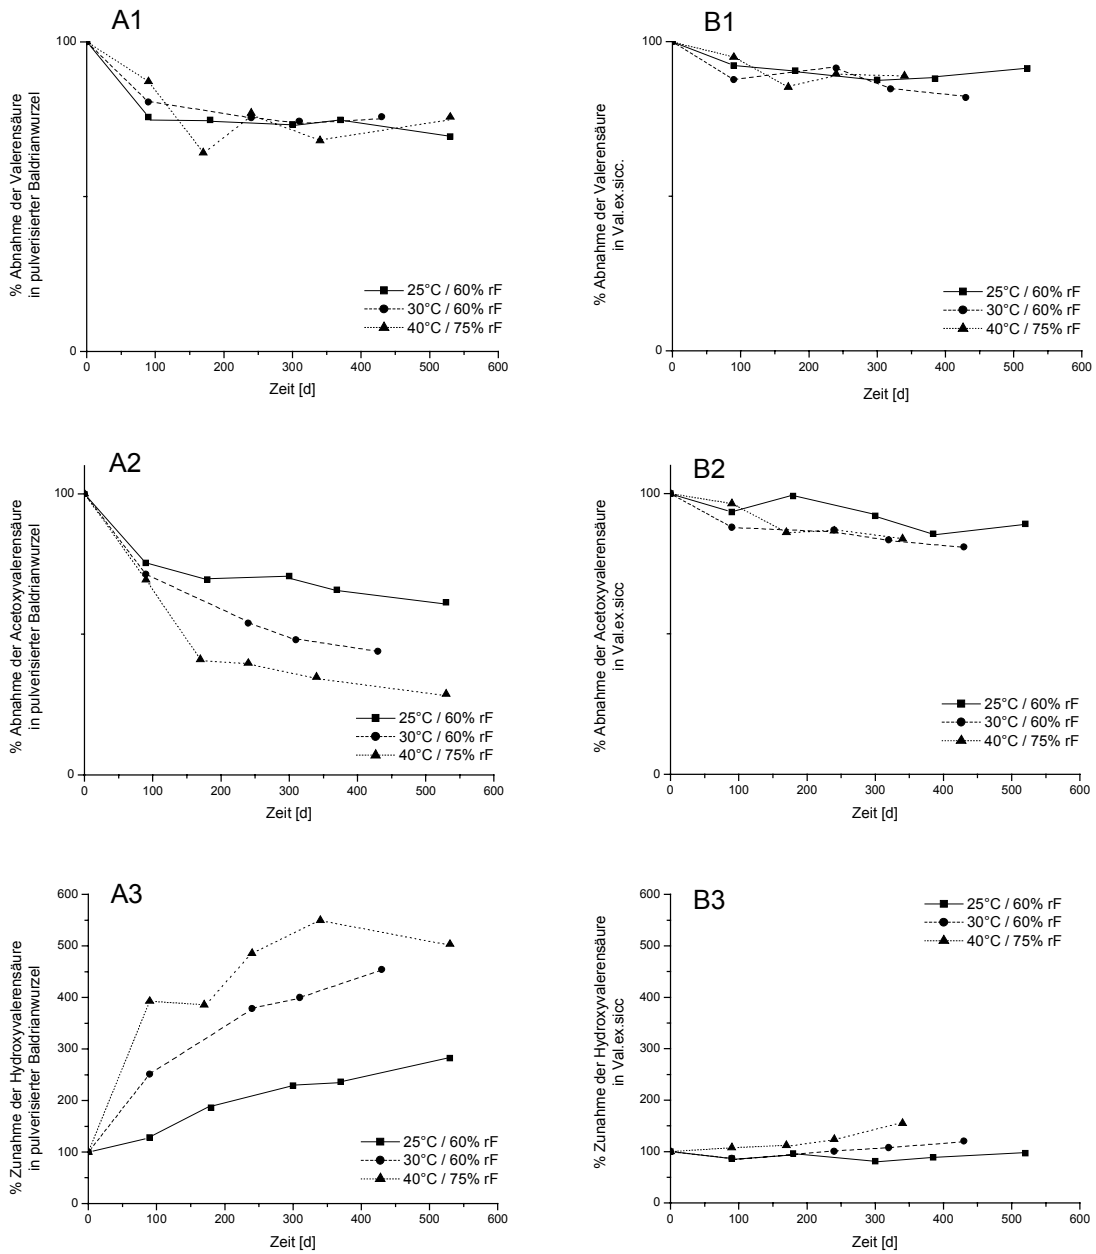 A1
% Abnahme der Valerensäure
in pulverisierter Baldrianwurzel
100
0
25°C / 60% rF
30°C / 60% rF
40°C / 75% rF
0 100 200 300 400 500 600
Zeit [d]
B1
% Abnahme der Valerensäure
in Val.ex.sicc.
100
0
25°C / 60% rF
30°C / 60% rF
40°C / 75% rF
0 100 200 300 400 500 600
Zeit [d]
A2
% Abnahme der Acetoxyvalerensäure
in pulverisierter Baldrianwurzel
100
0
25°C / 60% rF
30°C / 60% rF
40°C / 75% rF
0 100 200 300 400 500 600
Zeit [d]
B2
% Abnahme der Acetoxyvalerensäure
in Val.ex.sicc
100
0
25°C / 60% rF
30°C / 60% rF
40°C / 75% rF
0 100 200 300 400 500 600
Zeit [d]
A3
% Zunahme der Hydroxyvalerensäure
in pulverisierter Baldrianwurzel
600
500
400
300
200
100
0
25°C / 60% rF
30°C / 60% rF
40°C / 75% rF
0 100 200 300 400 500 600
Zeit [d]
B3
% Zunahme der Hydroxyvalerensäure
in Val.ex.sicc
600
500
400
300
200
100
0
25°C / 60% rF
30°C / 60% rF
40°C / 75% rF
0 100 200 300 400 500 600
Zeit [d]